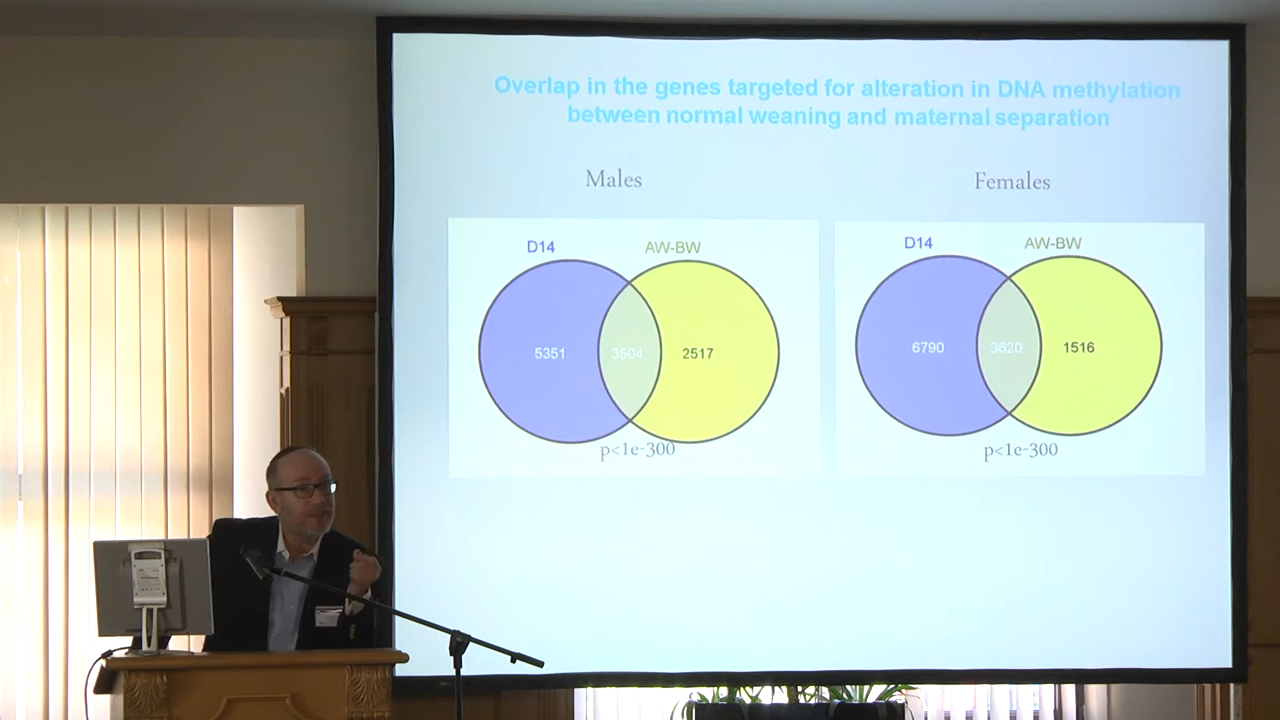 Overlap in the genes targeted for alteration in DNA methylation
between normal weaning and maternal separation
Males
Females
D14
AW-BW
5351
3504
2517
p<1e-300
D14
AW-BW
6790
3620
1516
p<1e-300